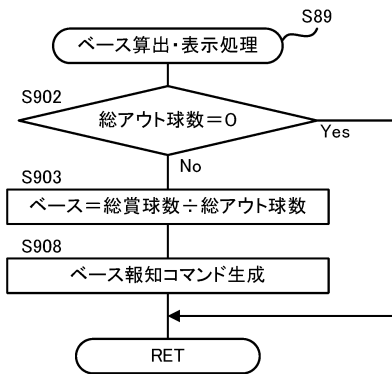 S89
ベース算出・表示処理
S902
総アウト球数=0
Yes
No
S903
ベース=総賞球数÷総アウト球数
S908
ベース報知コマンド生成
RET